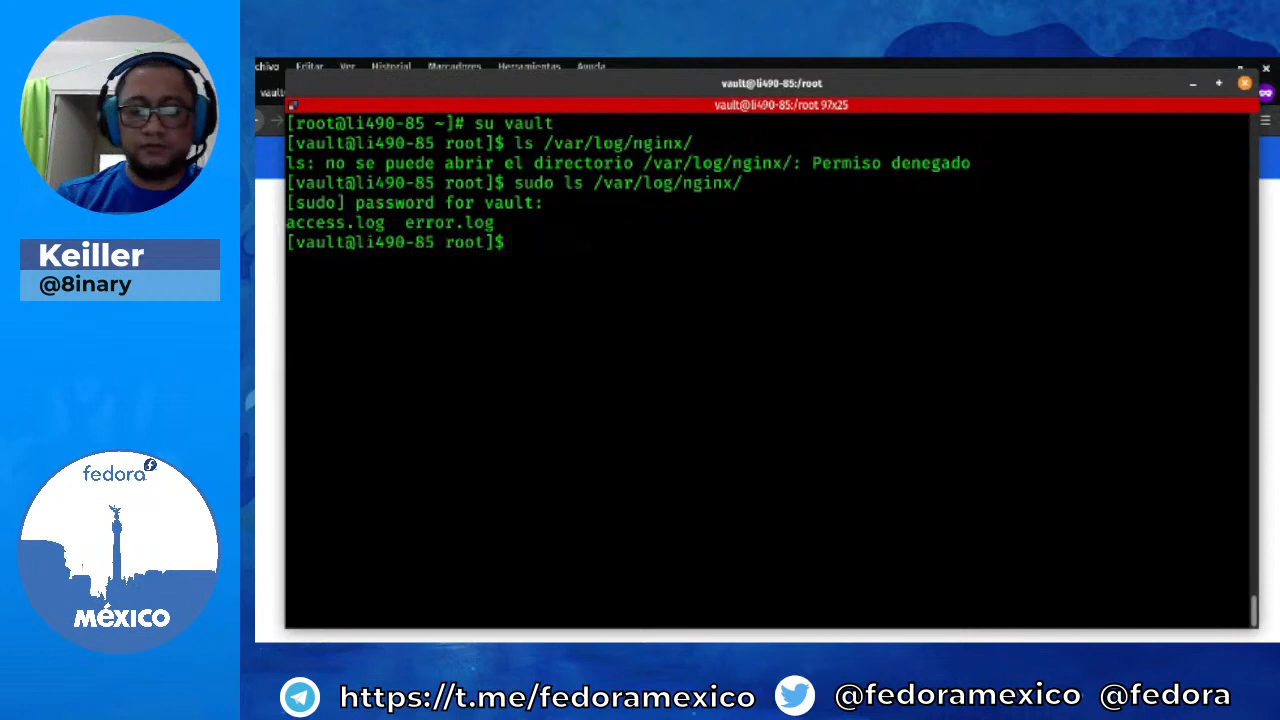 Keiller
@8inary
fedora
MÉXICO
chivo Editar Ver Historial Marcadores Herramientas Ayuda
vault
vault@li490-85:/root
vault@li490-85:/root 97x25
[root@li490-85 ~]# su vault
[vault@li490-85 root]$ ls /var/log/nginx/
ls: no se puede abrir el directorio /var/log/nginx/: Permiso denegado
[vault@li490-85 root]$ sudo ls /var/log/nginx/
[sudo] password for vault:
access.log  error.log
[vault@li490-85 root]$
https://t.me/fedoramexico @fedoramexico @fedora